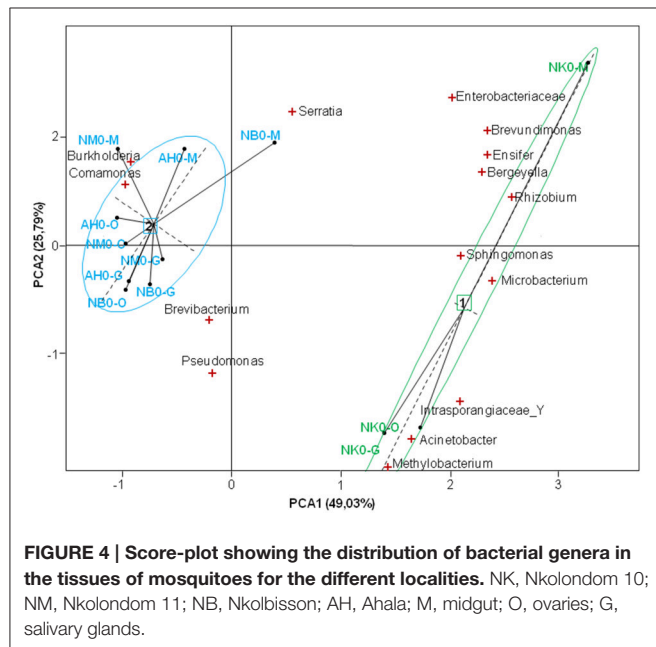 NK0-M
Serratia
Enterobacteriaceae
Brevundimonas
NM0-M
Burkholderia
Comamonas
AH0-M
NB0-M
Ensifer
Bergeyella
Rhizobium
2
AH0-O
NM0-O
NM0-G
AH0-G
NB0-O
NB0-G
Sphingomonas
Microbacterium
1
Brevibacterium
Pseudomonas
Intrasporangiaceae_Y
NK0-O
NK0-G
Acinetobacter
Methylobacterium
PCA2 (25,79%)
2
0
-1
-1
0
1
2
3
PCA1 (49,03%)
FIGURE 4 | Score-plot showing the distribution of bacterial genera in
the tissues of mosquitoes for the different localities. NK, Nkolondom 10;
NM, Nkolondom 11; NB, Nkolbisson; AH, Ahala; M, midgut; O, ovaries; G,
salivary glands.